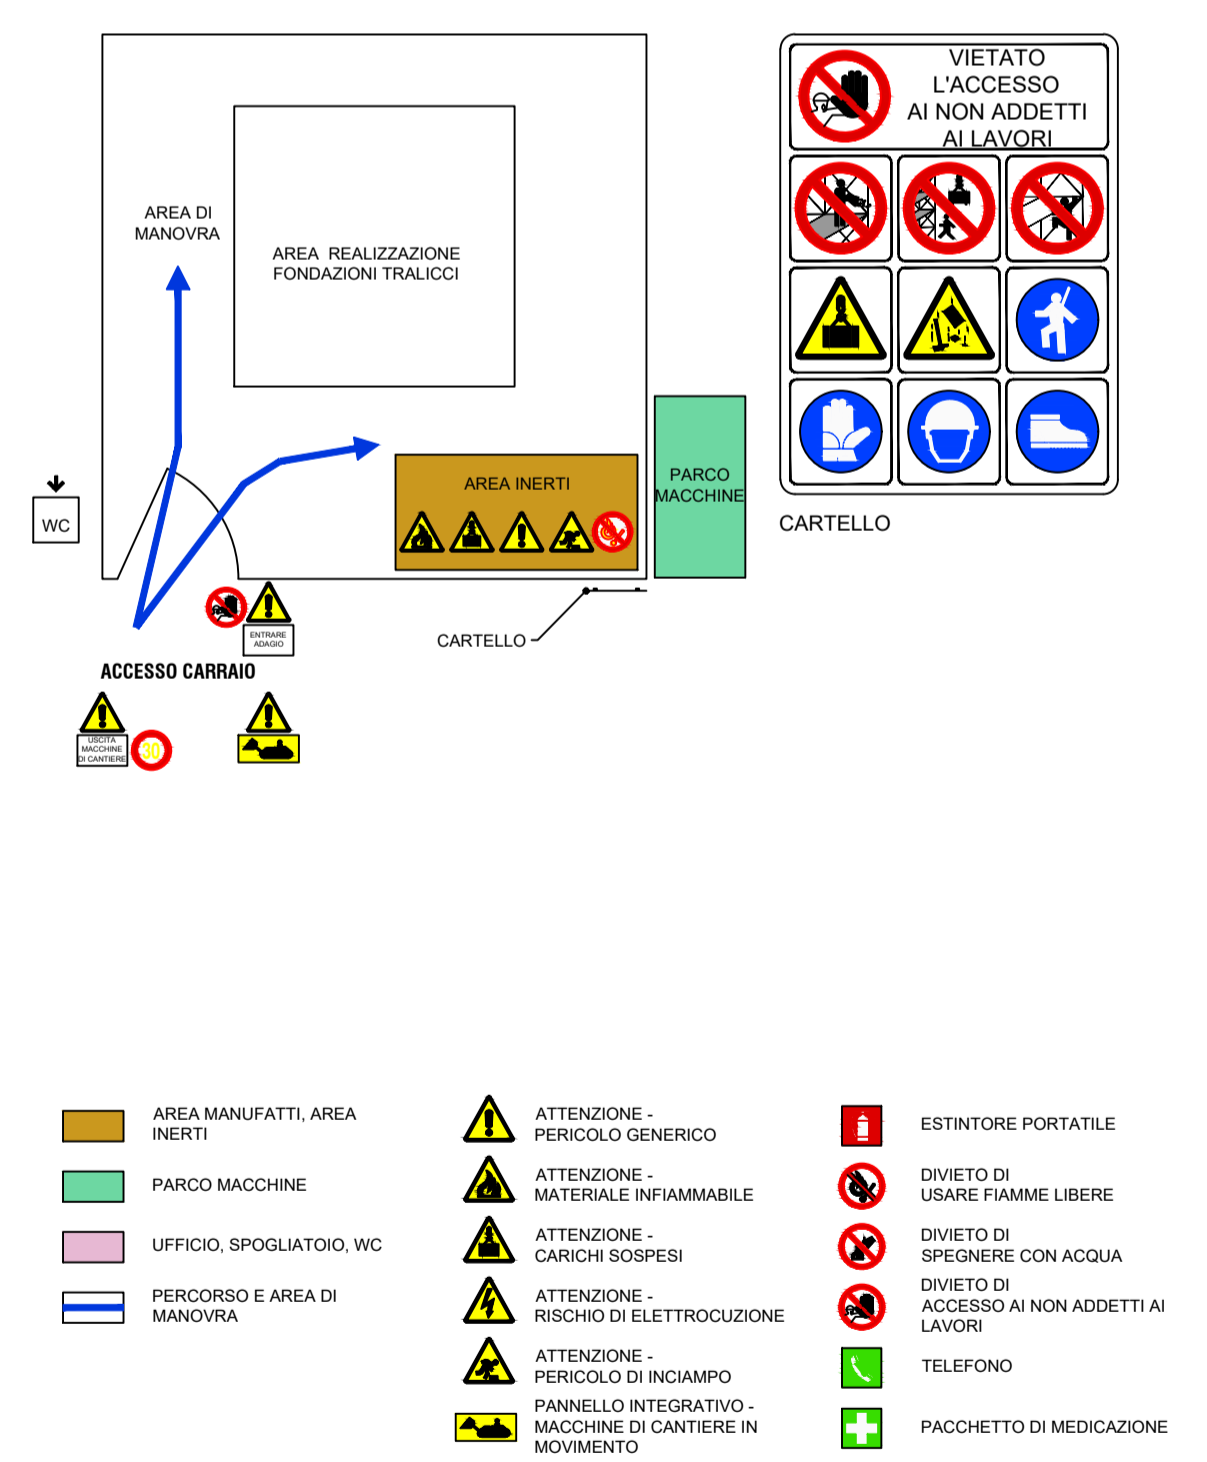 VIETATO
L'ACCESSO
AI NON ADDETTI
AI LAVORI
AREA DI
MANOVRA
AREA REALIZZAZIONE
FONDAZIONI TRALICCI
AREA INERTI
PARCO
MACCHINE
WC
CARTELLO
ENTRARE
ADAGIO
CARTELLO
ACCESSO CARRAIO
USCITA
MACCHINE
DI CANTIERE
30
AREA MANUFATTI, AREA
INERTI
PARCO MACCHINE
UFFICIO, SPOGLIATOIO, WC
PERCORSO E AREA DI
MANOVRA
ATTENZIONE -
PERICOLO GENERICO
ATTENZIONE -
MATERIALE INFIAMMABILE
ATTENZIONE -
CARICHI SOSPESI
ATTENZIONE -
RISCHIO DI ELETTROCUZIONE
ATTENZIONE -
PERICOLO DI INCIAMPO
PANNELLO INTEGRATIVO -
MACCHINE DI CANTIERE IN
MOVIMENTO
ESTINTORE PORTATILE
DIVIETO DI
USARE FIAMME LIBERE
DIVIETO DI
SPEGNERE CON ACQUA
DIVIETO DI
ACCESSO AI NON ADDETTI AI
LAVORI
TELEFONO
PACCHETTO DI MEDICAZIONE